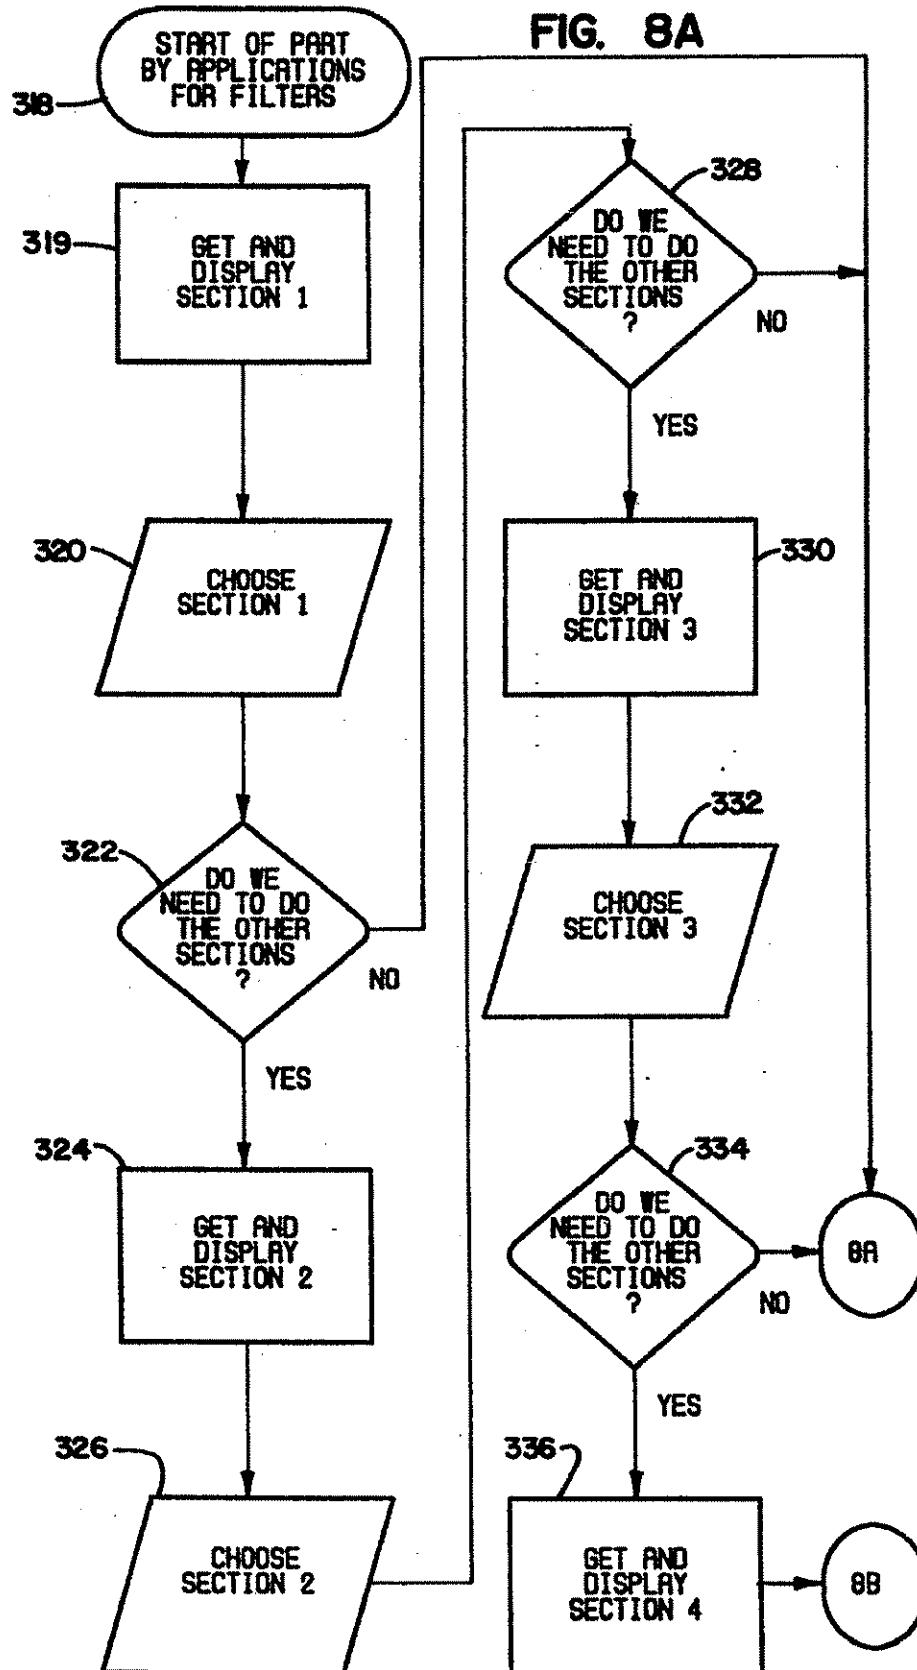 FIG. 8A
START OF PART
BY APPLICATIONS
FOR FILTERS
318
GET AND
DISPLAY
SECTION 1
319
CHOOSE
SECTION 1
320
DO WE
NEED TO DO
THE OTHER
SECTIONS
?
322
NO
YES
GET AND
DISPLAY
SECTION 2
324
CHOOSE
SECTION 2
326
DO WE
NEED TO DO
THE OTHER
SECTIONS
?
328
NO
YES
GET AND
DISPLAY
SECTION 3
330
CHOOSE
SECTION 3
332
DO WE
NEED TO DO
THE OTHER
SECTIONS
?
334
NO
8A
YES
GET AND
DISPLAY
SECTION 4
336
8B